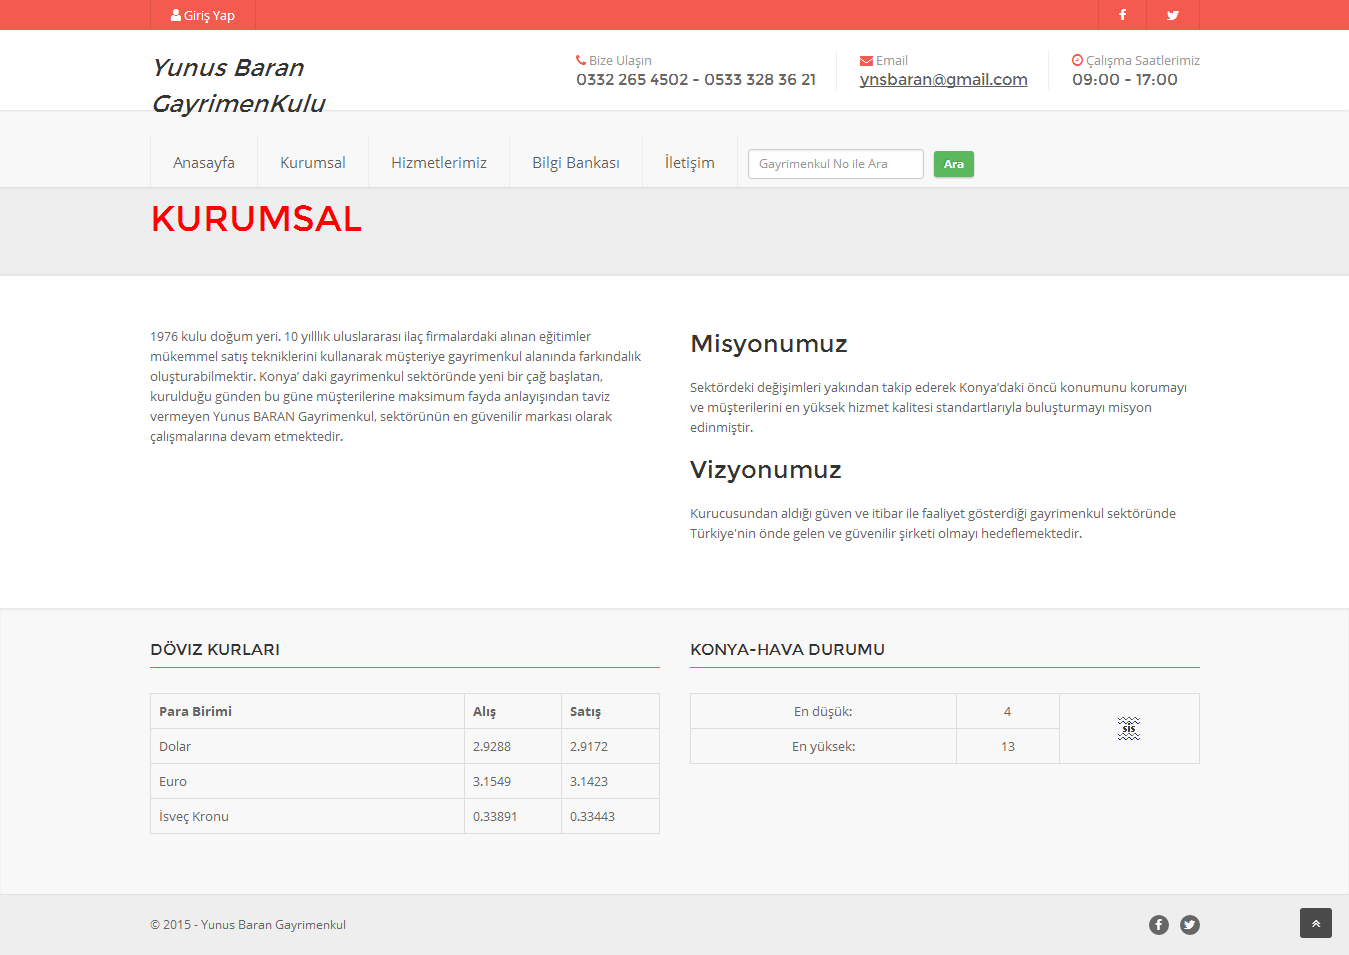 Giriş Yap
Yunus Baran
GayrimenKulu
Bize Ulaşın
0332 265 4502 - 0533 328 36 21
Email
ynsbaran@gmail.com
Çalışma Saatlerimiz
09:00 - 17:00
Anasayfa
Kurumsal
Hizmetlerimiz
Bilgi Bankası
İletişim
Gayrimenkul No ile Ara
Ara
KURUMSAL
1976 kulu doğum yeri. 10 yılllık uluslararası ilaç firmalardaki alınan eğitimler
mükemmel satış tekniklerini kullanarak müşteriye gayrimenkul alanında farkındalık
oluşturabilmektir. Konya’ daki gayrimenkul sektöründe yeni bir çağ başlatan,
kurulduğu günden bu güne müşterilerine maksimum fayda anlayışından taviz
vermeyen Yunus BARAN Gayrimenkul, sektörünün en güvenilir markası olarak
çalışmalarına devam etmektedir.
Misyonumuz
Sektördeki değişimleri yakından takip ederek Konya’daki öncü konumunu korumayı
ve müşterilerini en yüksek hizmet kalitesi standartlarıyla buluşturmayı misyon
edinmiştir.
Vizyonumuz
Kurucusundan aldığı güven ve itibar ile faaliyet gösterdiği gayrimenkul sektöründe
Türkiye'nin önde gelen ve güvenilir şirketi olmayı hedeflemektedir.
DÖVIZ KURLARI
Para Birimi Alış Satış
Dolar 2.9288 2.9172
Euro 3.1549 3.1423
İsveç Kronu 0.33891 0.33443
KONYA-HAVA DURUMU
En düşük: 4
En yüksek: 13
SİS
© 2015 - Yunus Baran Gayrimenkul